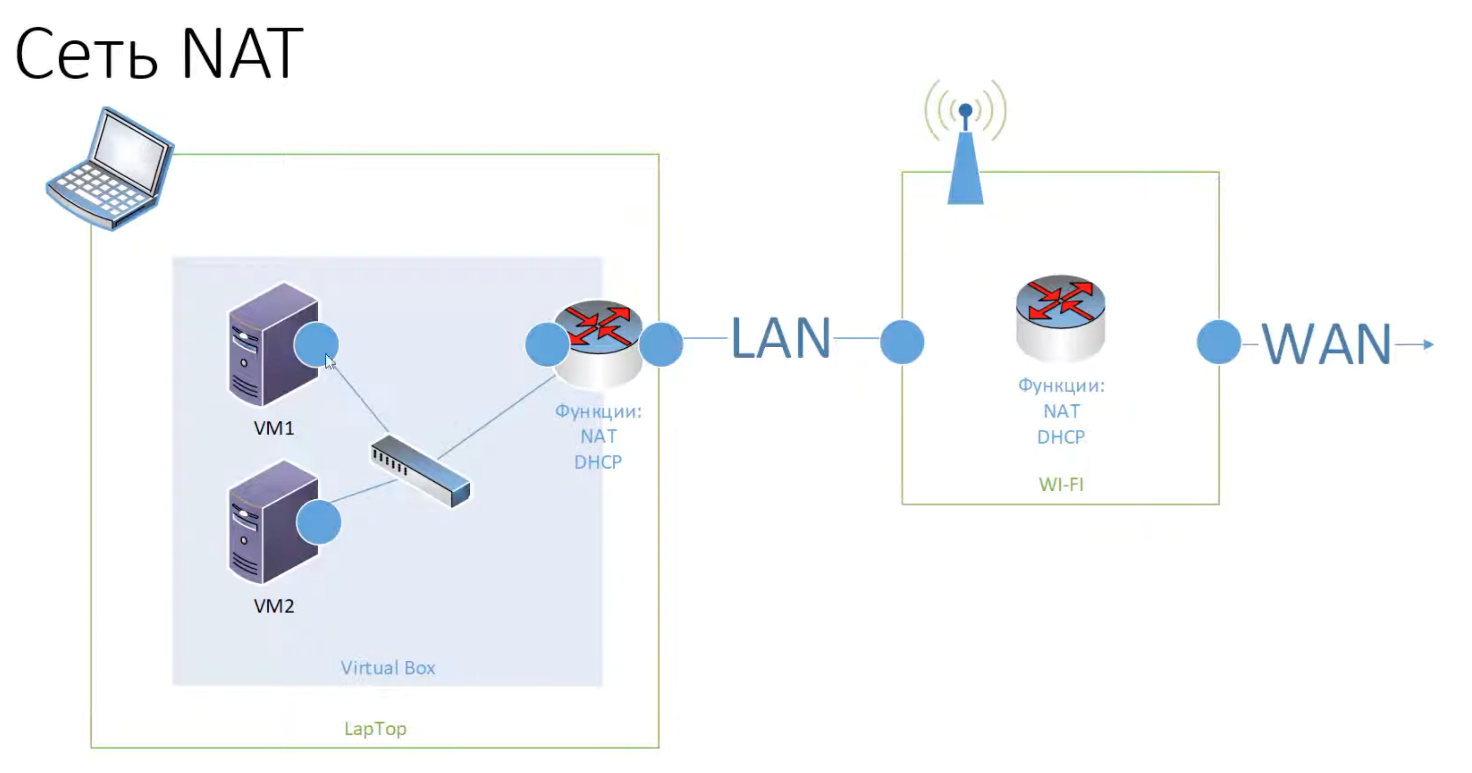 Сеть NAT
VM1
VM2
Функции:
NAT
DHCP
Virtual Box
LapTop
LAN
Функции:
NAT
DHCP
WI-FI
WAN